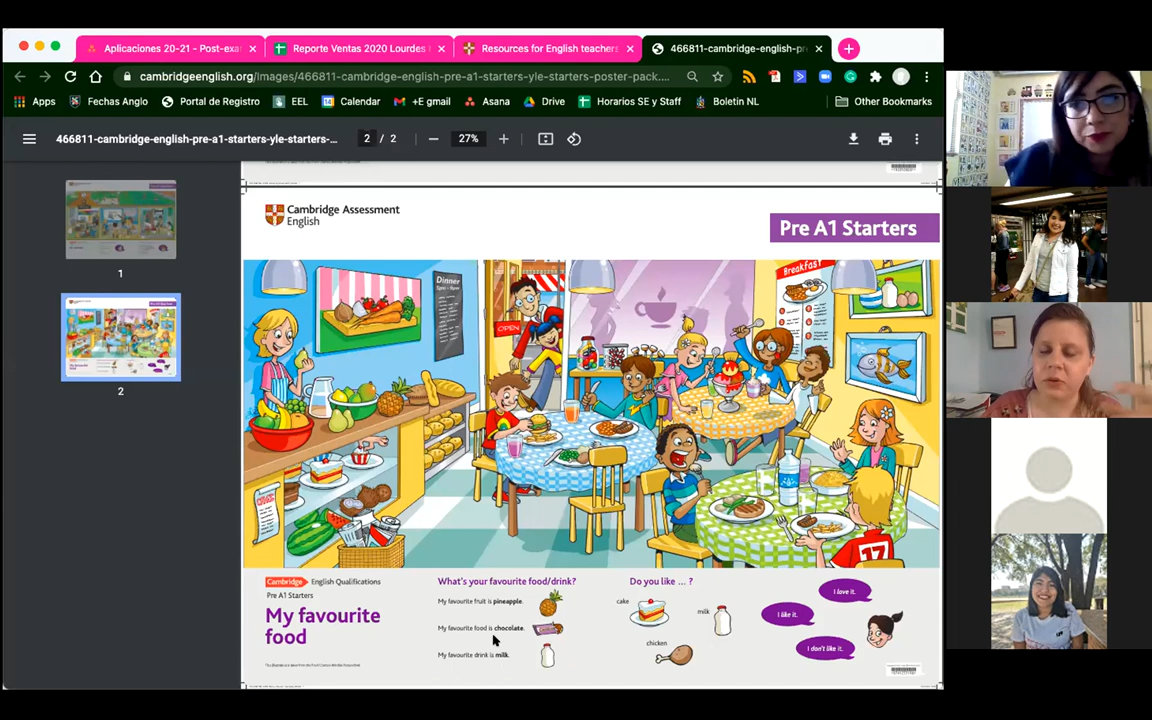 Aplicaciones 20-21 - Post-exa
Reporte Ventas 2020 Lourdes
Resources for English teachers
466811-cambridge-english-pr
cambridgeenglish.org/images/466811-cambridge-english-pre-a1-starters-yle-starters-poster-pack....
Apps
Fechas Anglo
Portal de Registro
EEL
Calendar
+E gmail
Asana
Drive
Horarios SE y Staff
Boletin NL
Other Bookmarks
466811-cambridge-english-pre-a1-starters-yle-starters-...
2 / 2
27%
1
2
Cambridge Assessment
English
Pre A1 Starters
Dinner
OPEN
Breakfast
17
Cambridge English Qualifications
Pre A1 Starters
My favourite
food
What's your favourite food/drink?
My favourite fruit is pineapple.
My favourite food is chocolate.
My favourite drink is milk.
Do you like ... ?
cake
milk
chicken
I love it.
I like it.
I don't like it.